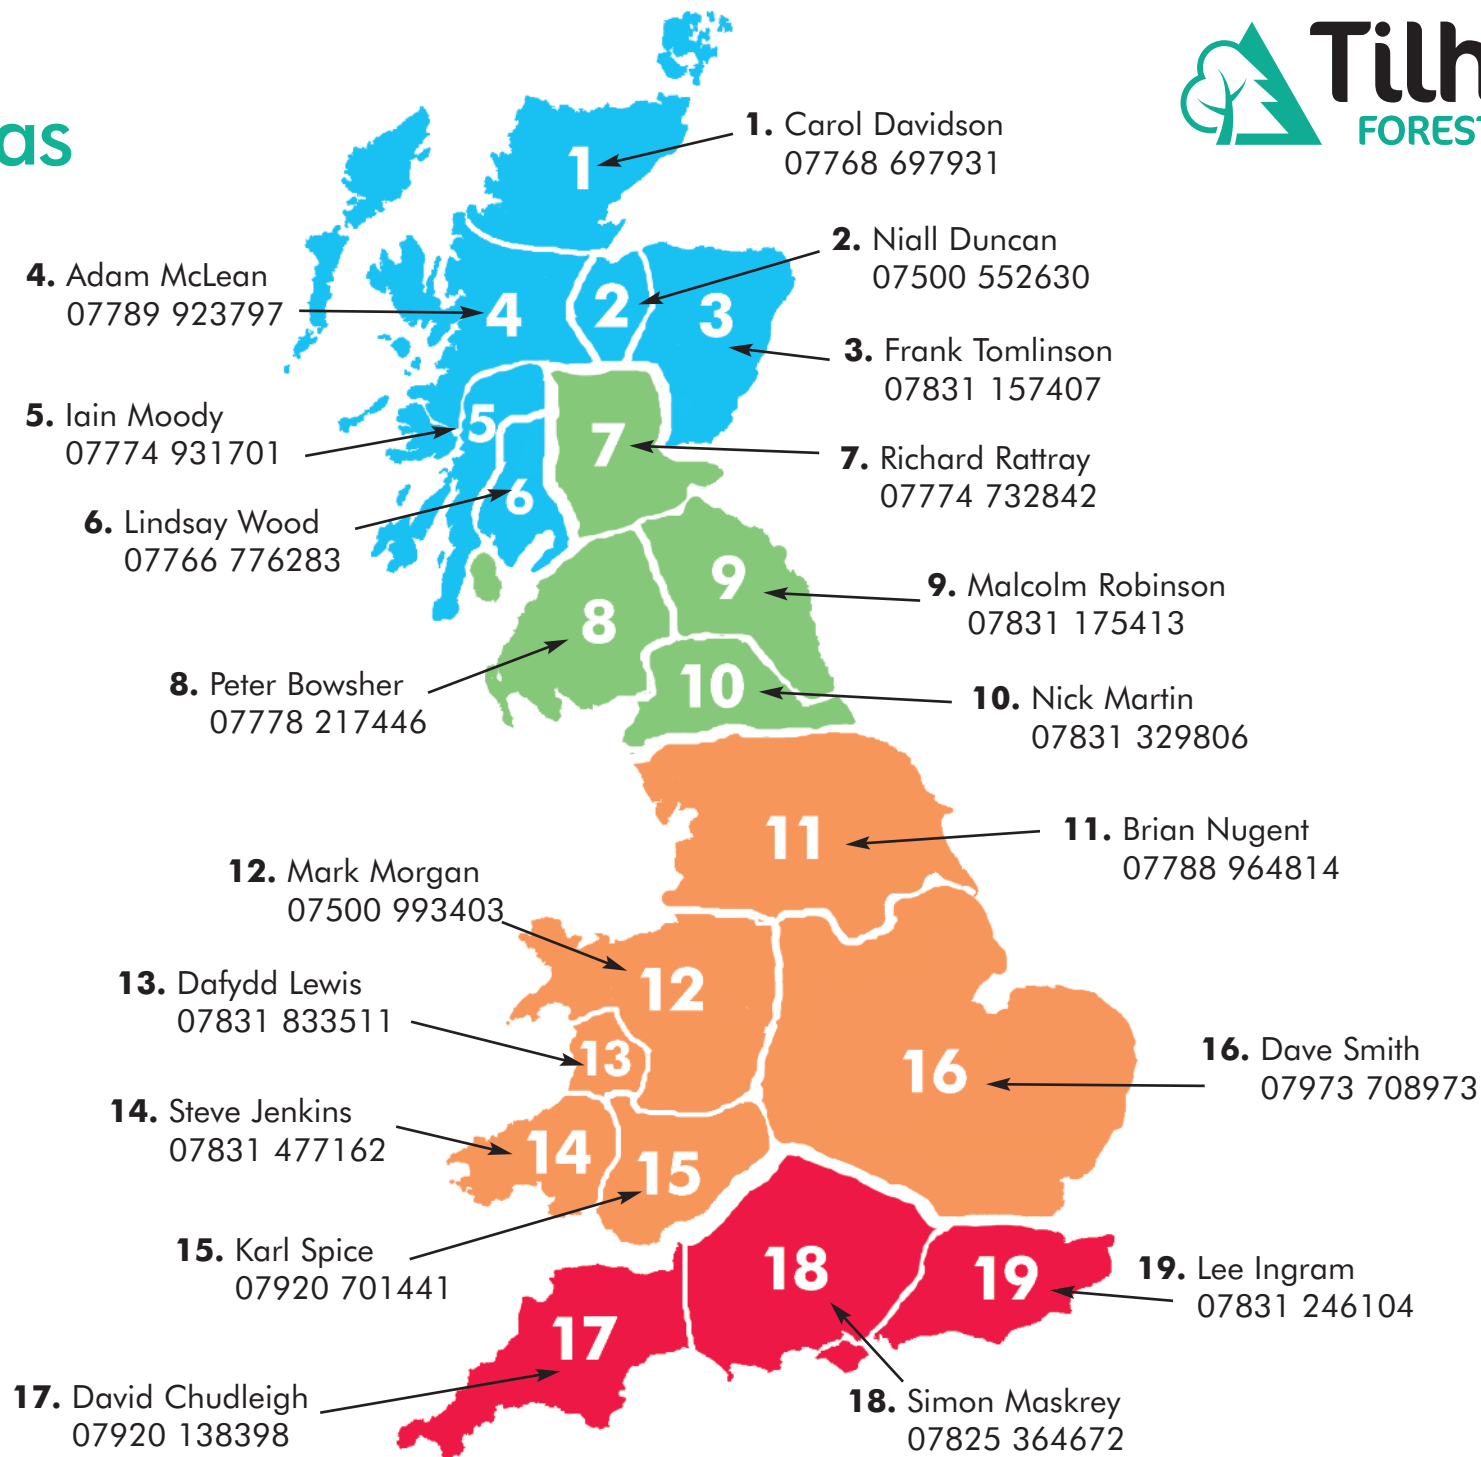 as
Tilh
FOREST
1. Carol Davidson
07768 697931
2. Niall Duncan
07500 552630
4. Adam McLean
07789 923797
3. Frank Tomlinson
07831 157407
5. Iain Moody
07774 931701
7. Richard Rattray
07774 732842
6. Lindsay Wood
07766 776283
9. Malcolm Robinson
07831 175413
8. Peter Bowsher
07778 217446
10. Nick Martin
07831 329806
11. Brian Nugent
07788 964814
12. Mark Morgan
07500 993403
13. Dafydd Lewis
07831 833511
16. Dave Smith
07973 708973
14. Steve Jenkins
07831 477162
15. Karl Spice
07920 701441
19. Lee Ingram
07831 246104
17. David Chudleigh
07920 138398
18. Simon Maskrey
07825 364672
1
2
3
4
5
6
7
8
9
10
11
12
13
14
15
16
17
18
19